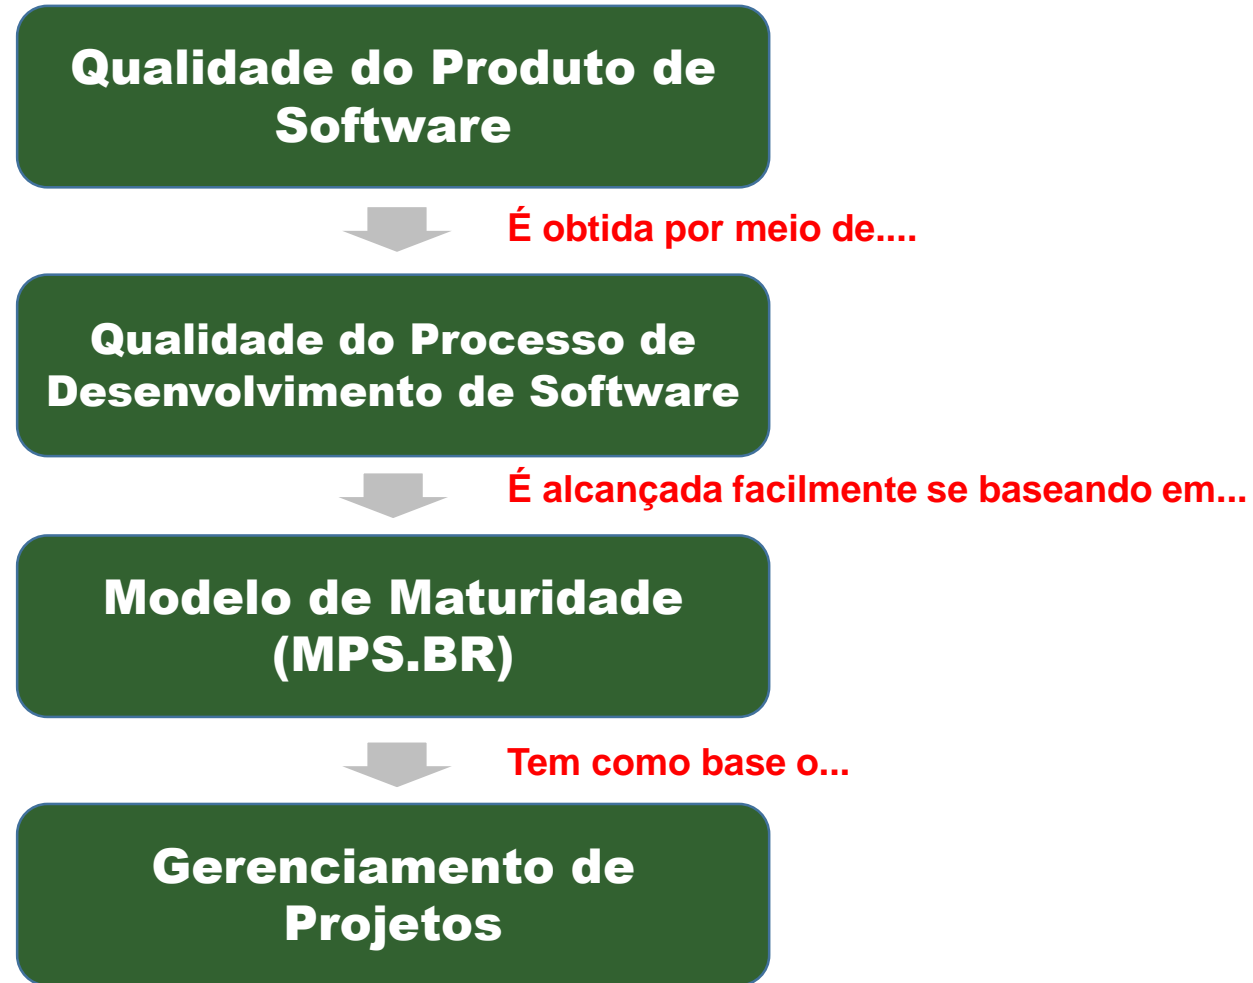 Qualidade do Produto de
Software
É obtida por meio de....
Qualidade do Processo de
Desenvolvimento de Software
É alcançada facilmente se baseando em...
Modelo de Maturidade
(MPS.BR)
Tem como base o...
Gerenciamento de
Projetos